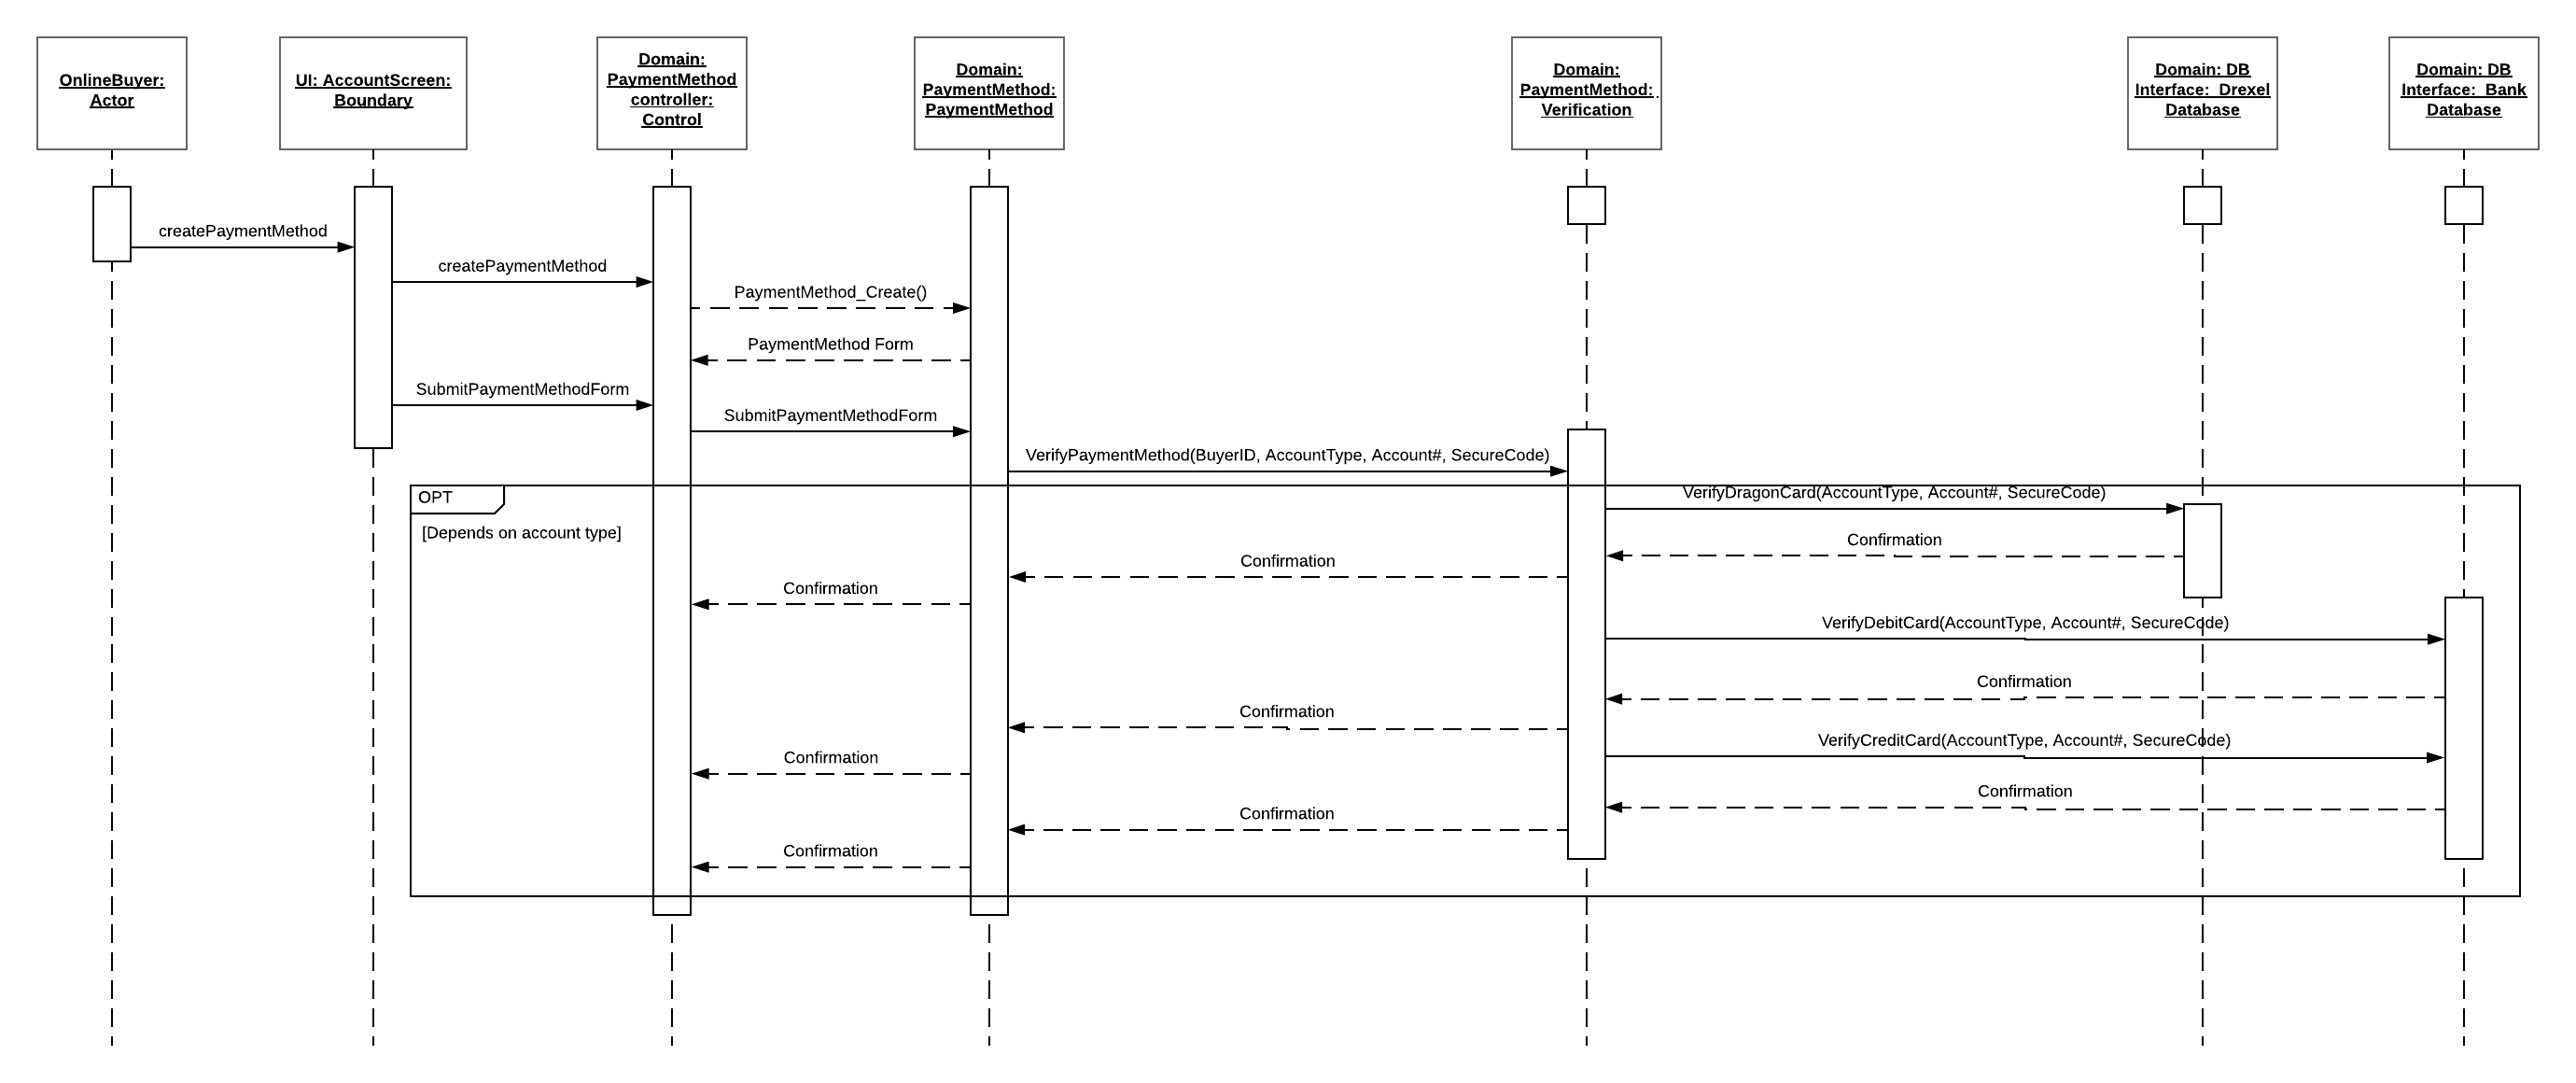 OnlineBuyer:
Actor
UI: AccountScreen:
Boundary
Domain:
PaymentMethod
controller:
Control
Domain:
PaymentMethod:
PaymentMethod
Domain:
PaymentMethod:
Verification
Domain: DB
Interface: Drexel
Database
Domain: DB
Interface: Bank
Database
createPaymentMethod
createPaymentMethod
PaymentMethod_Create()
PaymentMethod Form
SubmitPaymentMethodForm
SubmitPaymentMethodForm
VerifyPaymentMethod(BuyerID, AccountType, Account#, SecureCode)
OPT
[Depends on account type]
VerifyDragonCard(AccountType, Account#, SecureCode)
Confirmation
Confirmation
Confirmation
VerifyDebitCard(AccountType, Account#, SecureCode)
Confirmation
Confirmation
Confirmation
VerifyCreditCard(AccountType, Account#, SecureCode)
Confirmation
Confirmation
Confirmation